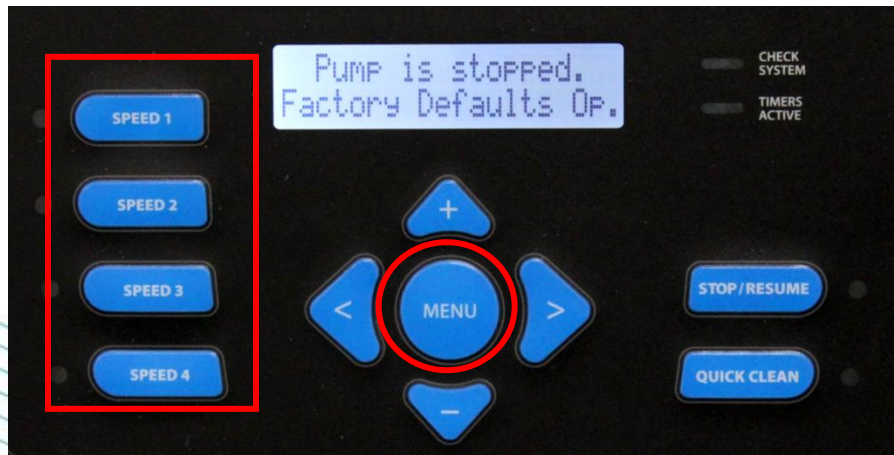 Pump is stopped.
Factory Defaults Op.
CHECK
SYSTEM
TIMERS
ACTIVE
SPEED 1
SPEED 2
SPEED 3
SPEED 4
+
<
MENU
>
−
STOP/RESUME
QUICK CLEAN